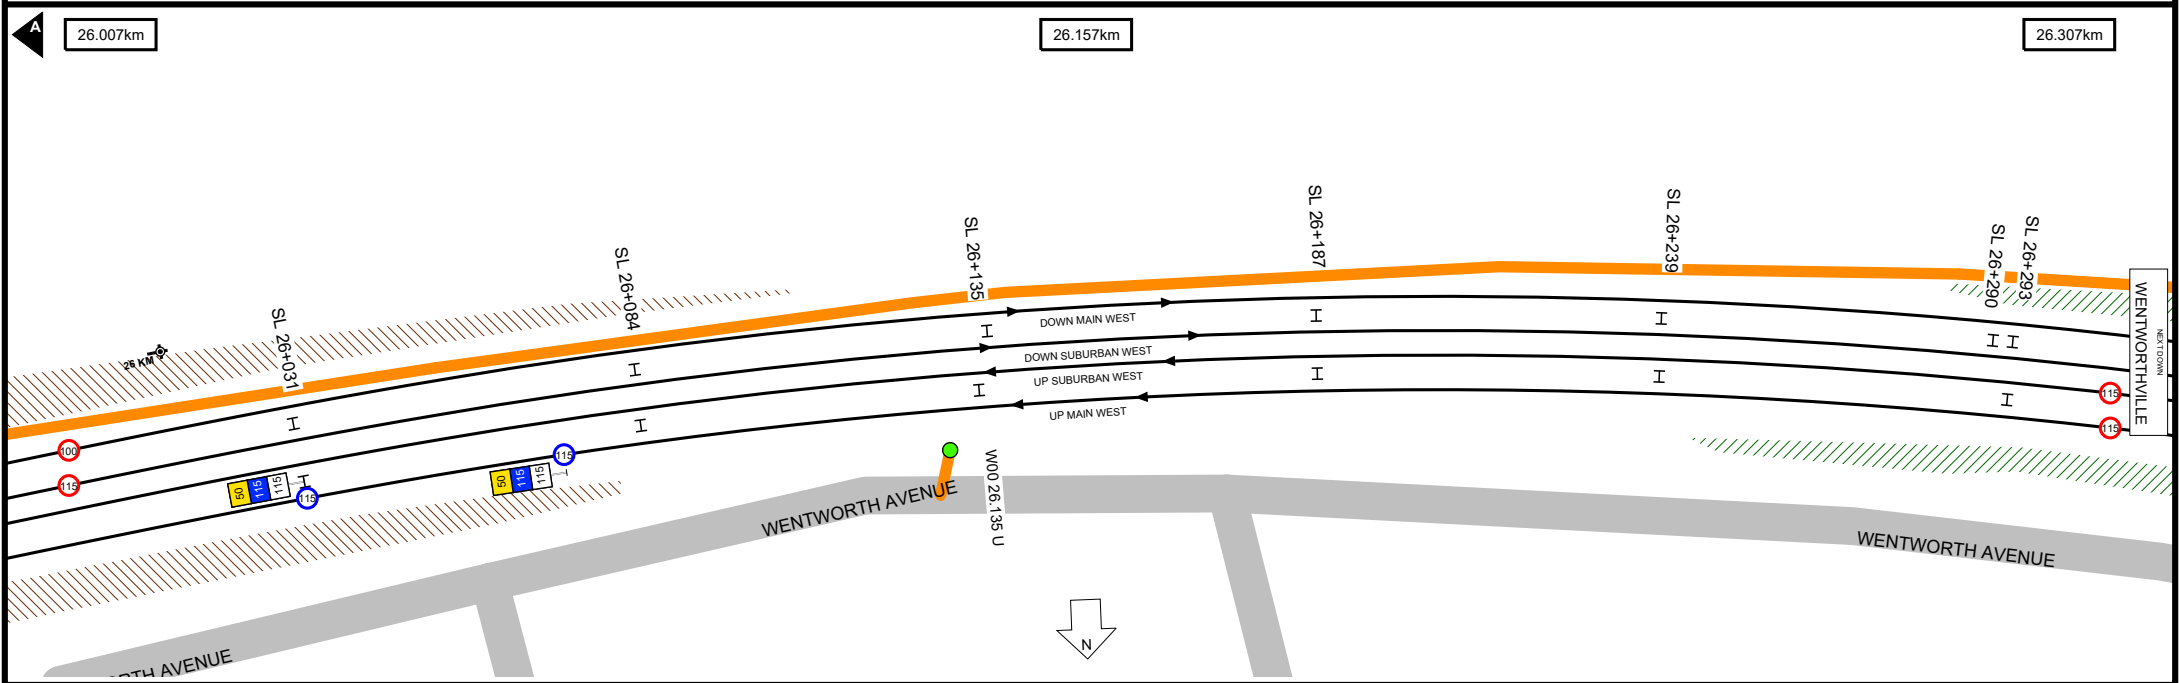 A
26.007km
26.157km
26.307km
26 KM
SL 26+031
SL 26+084
SL 26+135
SL 26+187
SL 26+239
SL 26+290
SL 26+293
WENTWORTHVILLE
NEXT DOWN
DOWN MAIN WEST
DOWN SUBURBAN WEST
UP SUBURBAN WEST
UP MAIN WEST
100
115
50
115
115
115
50
115
115
115
115
115
W00 26.135 U
WENTWORTH AVENUE
WENTWORTH AVENUE
RTH AVENUE
N